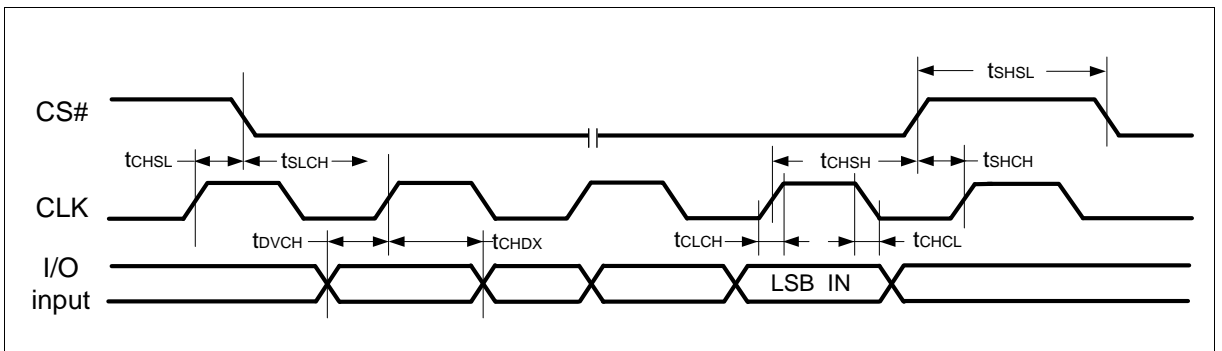 tSHSL
CS#
tCHSL tSLCH tCHSH tSHCH
CLK
tDVCH tCHDX tCLCH tCHCL
I/O
input
LSB IN